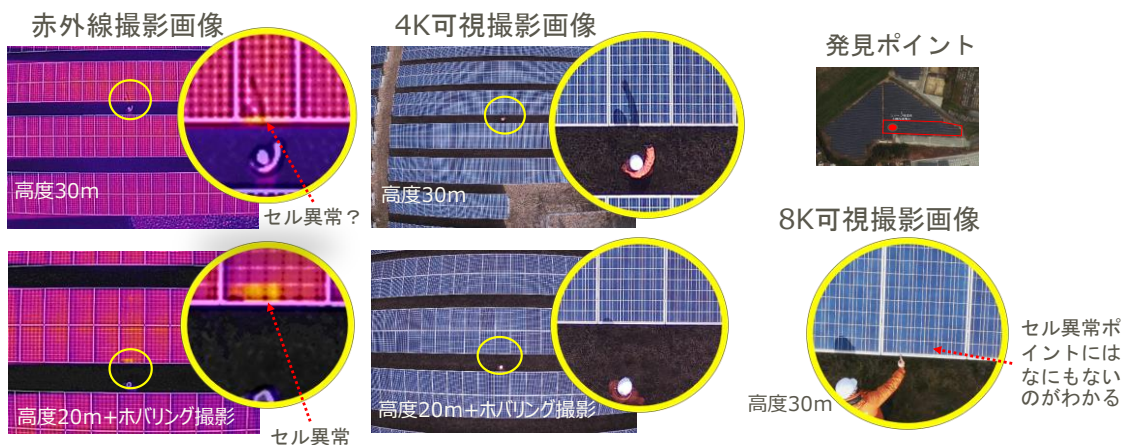 赤外線撮影画像
4K可視撮影画像
発見ポイント
高度30m
セル異常？
高度30m
8K可視撮影画像
高度20m+ホバリング撮影
セル異常
高度20m+ホバリング撮影
高度30m
セル異常ポ
イントには
なにもない
のがわかる